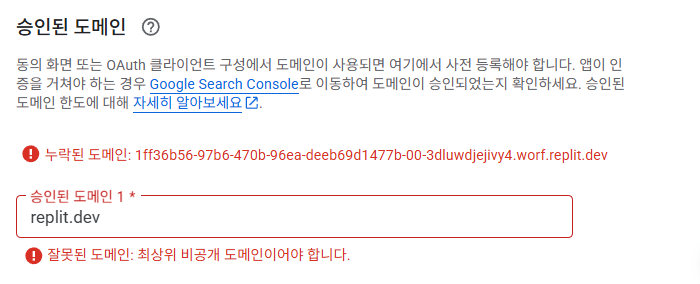 승인된 도메인
동의 화면 또는 OAuth 클라이언트 구성에서 도메인이 사용되면 여기에서 사전 등록해야 합니다. 앱이 인
증을 거쳐야 하는 경우 Google Search Console로 이동하여 도메인이 승인되었는지 확인하세요. 승인된
도메인 한도에 대해 자세히 알아보세요.
누락된 도메인: 1ff36b56-97b6-470b-96ea-deeb69d1477b-00-3dluwdjejivy4.worf.replit.dev
승인된 도메인 1 *
replit.dev
잘못된 도메인: 최상위 비공개 도메인이어야 합니다.